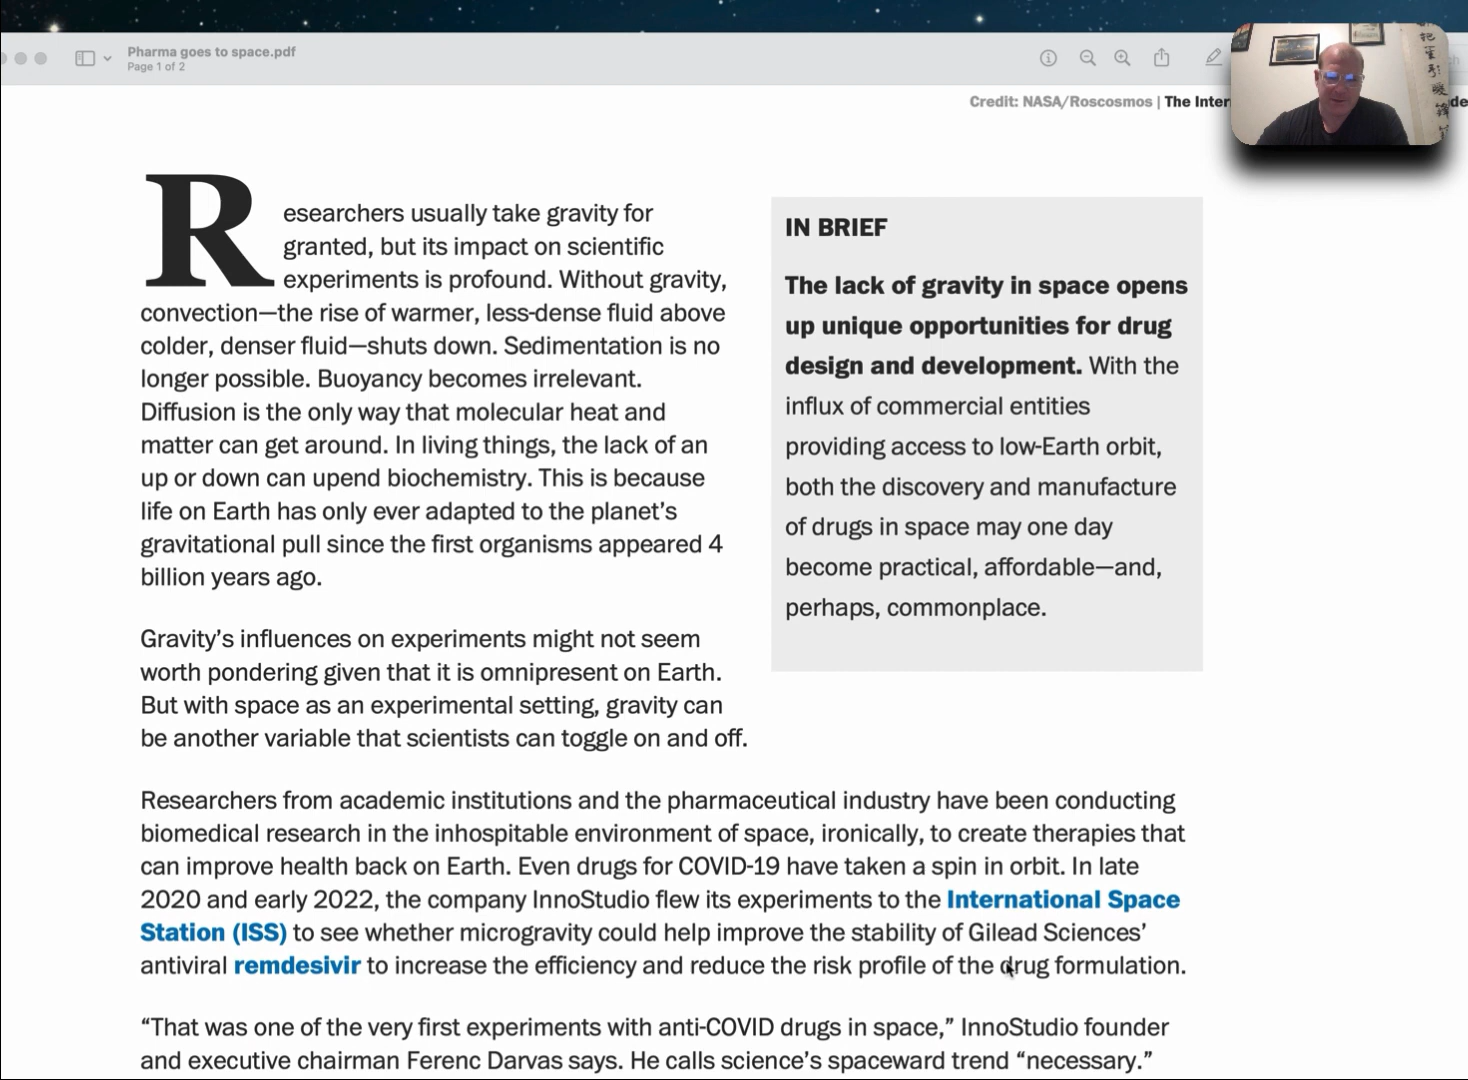 Pharma goes to space.pdf
Page 1 of 2
Credit: NASA/Roscosmos | The Inter
de
Researchers usually take gravity for
granted, but its impact on scientific
experiments is profound. Without gravity,
convection—the rise of warmer, less-dense fluid above
colder, denser fluid—shuts down. Sedimentation is no
longer possible. Buoyancy becomes irrelevant.
Diffusion is the only way that molecular heat and
matter can get around. In living things, the lack of an
up or down can upend biochemistry. This is because
life on Earth has only ever adapted to the planet’s
gravitational pull since the first organisms appeared 4
billion years ago.
Gravity’s influences on experiments might not seem
worth pondering given that it is omnipresent on Earth.
But with space as an experimental setting, gravity can
be another variable that scientists can toggle on and off.
IN BRIEF
The lack of gravity in space opens
up unique opportunities for drug
design and development. With the
influx of commercial entities
providing access to low-Earth orbit,
both the discovery and manufacture
of drugs in space may one day
become practical, affordable—and,
perhaps, commonplace.
Researchers from academic institutions and the pharmaceutical industry have been conducting
biomedical research in the inhospitable environment of space, ironically, to create therapies that
can improve health back on Earth. Even drugs for COVID-19 have taken a spin in orbit. In late
2020 and early 2022, the company InnoStudio flew its experiments to the International Space
Station (ISS) to see whether microgravity could help improve the stability of Gilead Sciences’
antiviral remdesivir to increase the efficiency and reduce the risk profile of the drug formulation.
“That was one of the very first experiments with anti-COVID drugs in space,” InnoStudio founder
and executive chairman Ferenc Darvas says. He calls science’s spaceward trend “necessary.”